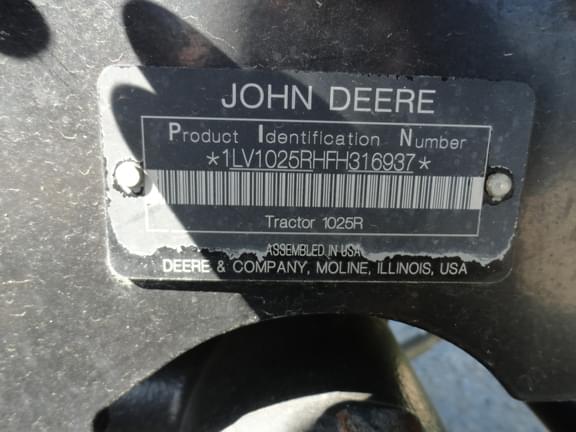 JOHN DEERE
Product Identification Number
*1LV1025RHFH316937*
Tractor 1025R
ASSEMBLED IN USA
DEERE & COMPANY, MOLINE, ILLINOIS, USA